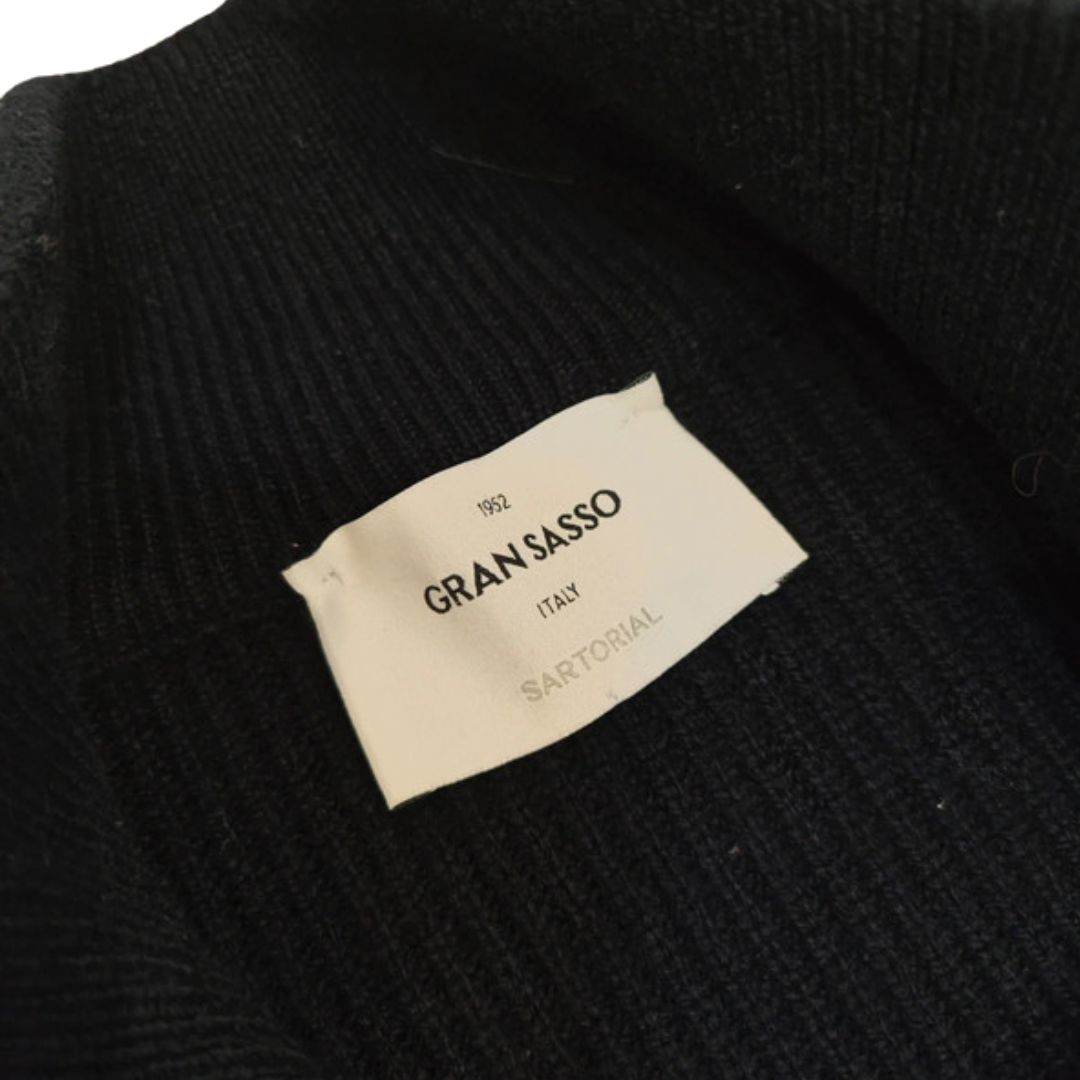 1952
GRAN SASSO
ITALY
SARTORIAL